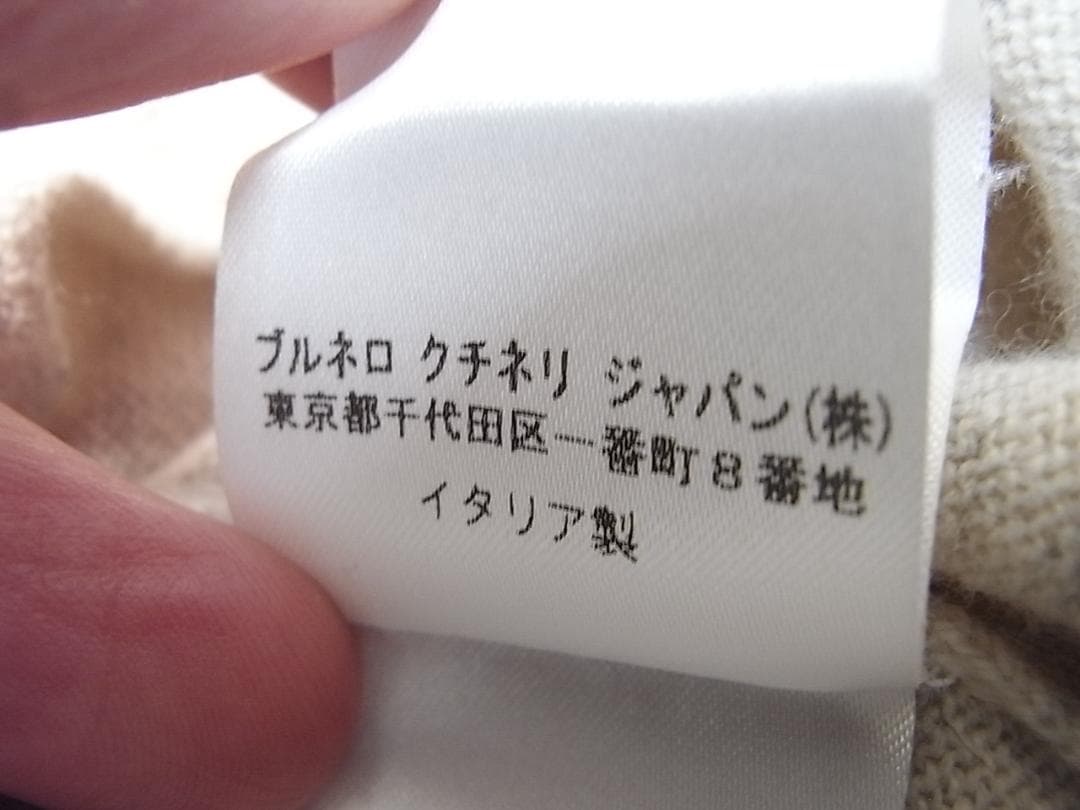 ブルネロ クチネリ ジャパン(株)
東京都千代田区一番町8番地
イタリア製